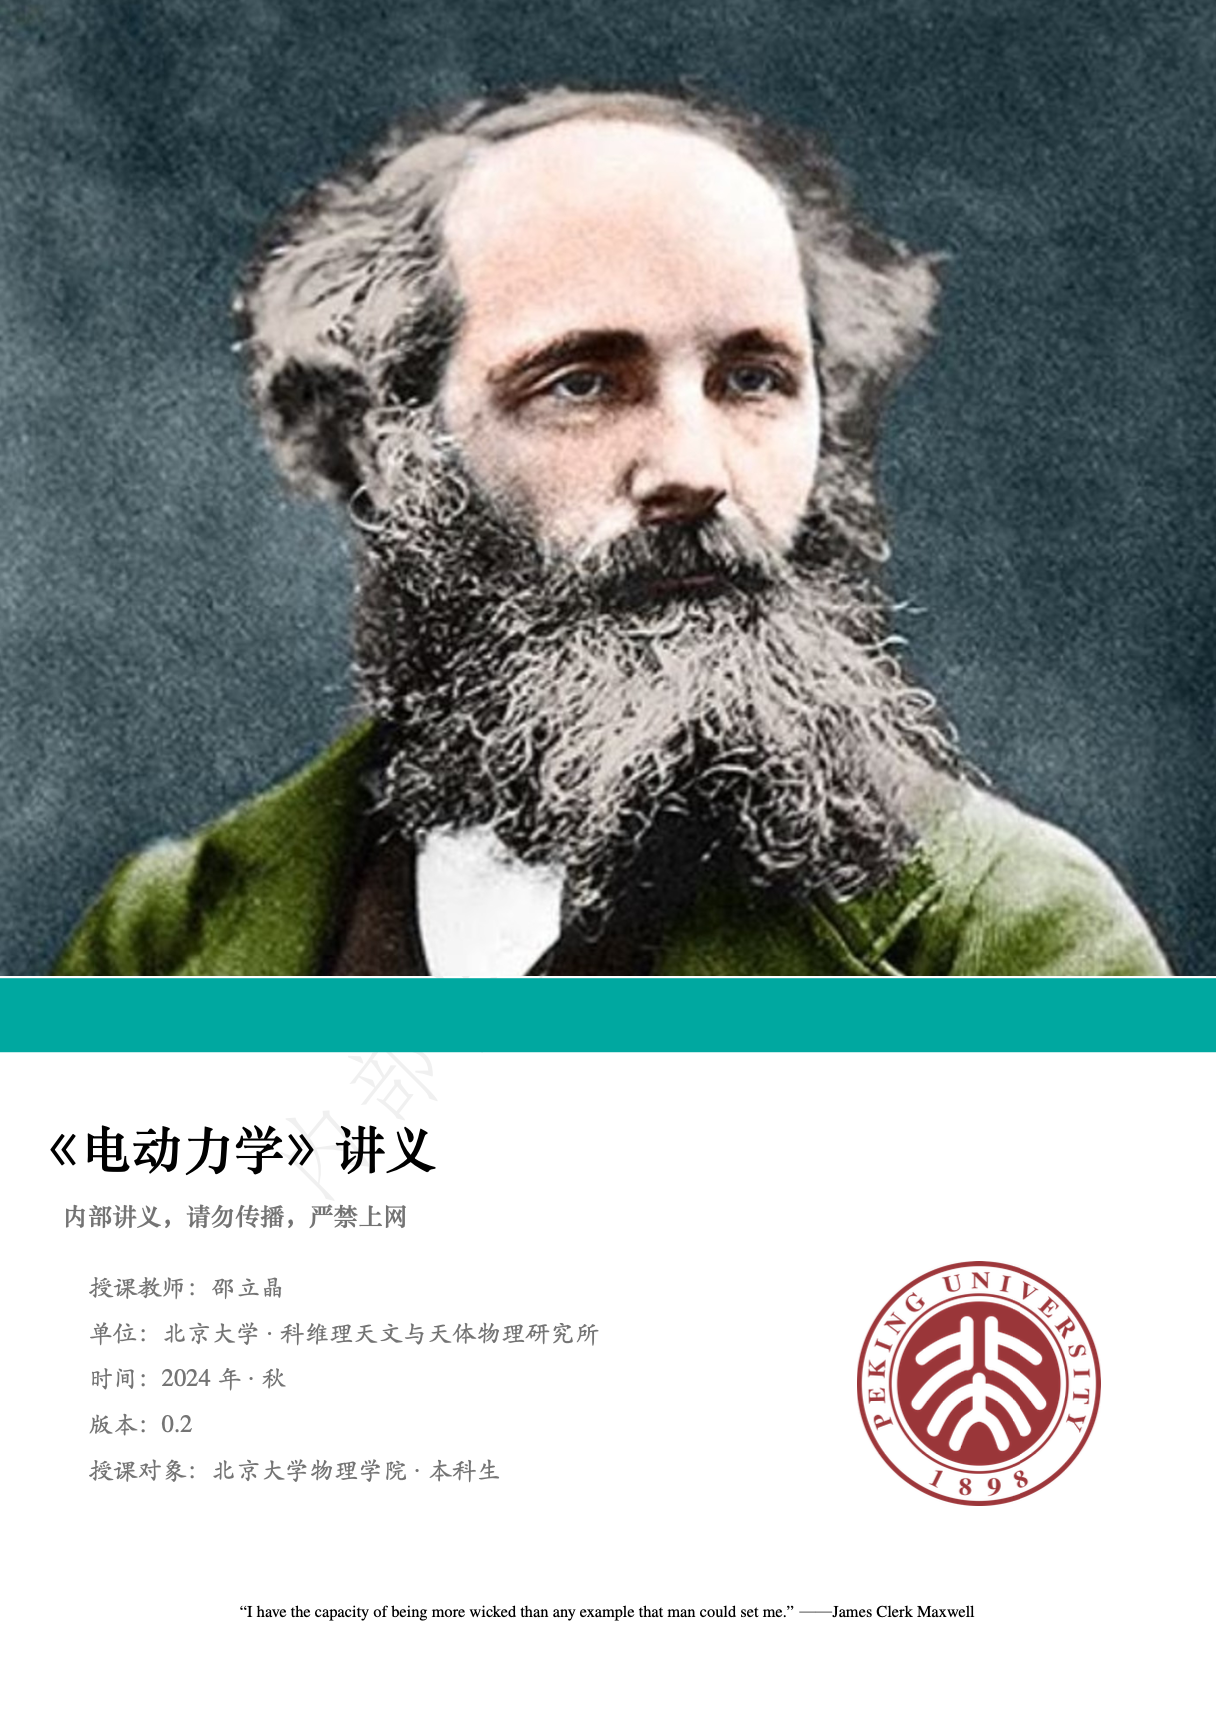 内部
《电动力学》讲义
内部讲义，请勿传播，严禁上网
授课教师：邵立晶
单位：北京大学·科维理天文与天体物理研究所
时间：2024 年·秋
版本：0.2
授课对象：北京大学物理学院·本科生
PEKING UNIVERSITY
1898
“I have the capacity of being more wicked than any example that man could set me.” ——James Clerk Maxwell